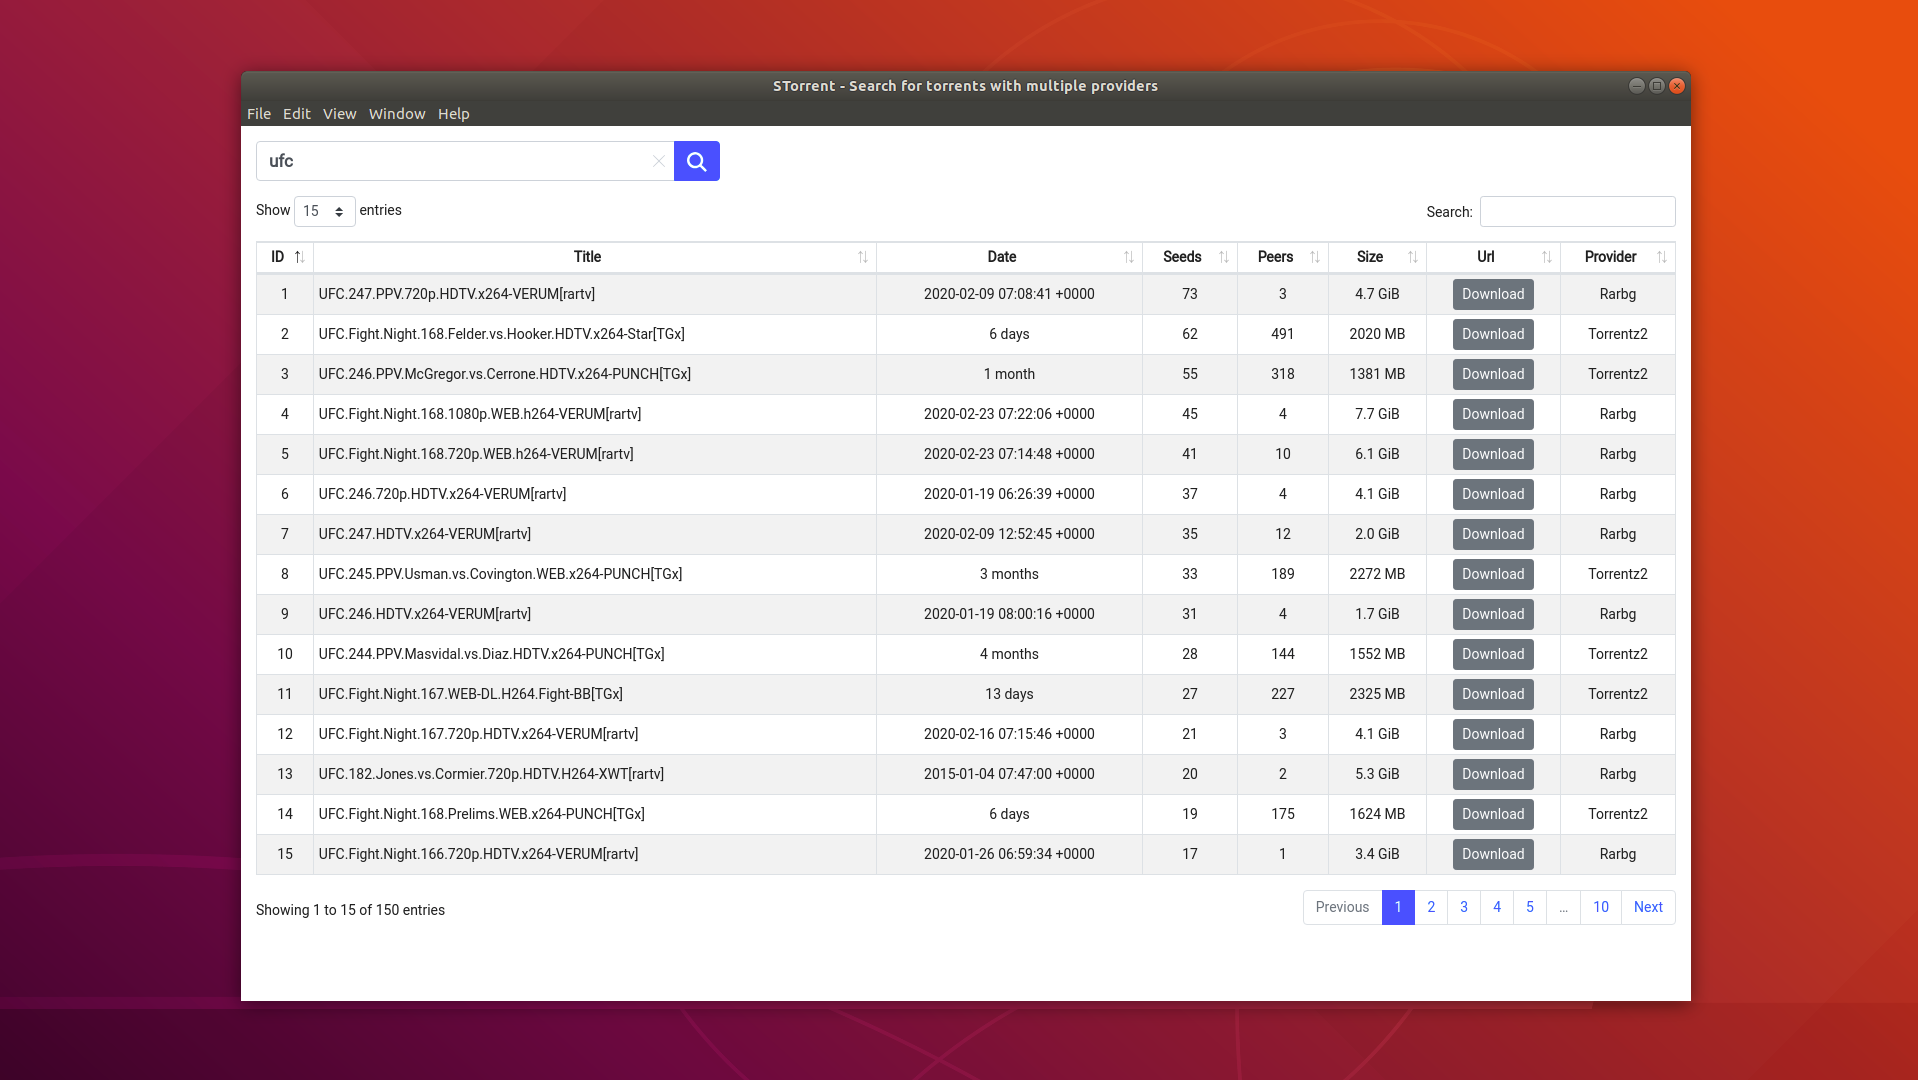 STorrent - Search for torrents with multiple providers
File Edit View Window Help
ufc
Show 15 entries Search:
ID Title Date Seeds Peers Size Url Provider
1 UFC.247.PPV.720p.HDTV.x264-VERUM[rartv] 2020-02-09 07:08:41 +0000 73 3 4.7 GiB Download Rarbg
2 UFC.Fight.Night.168.Felder.vs.Hooker.HDTV.x264-Star[TGx] 6 days 62 491 2020 MB Download Torrentz2
3 UFC.246.PPV.McGregor.vs.Cerrone.HDTV.x264-PUNCH[TGx] 1 month 55 318 1381 MB Download Torrentz2
4 UFC.Fight.Night.168.1080p.WEB.h264-VERUM[rartv] 2020-02-23 07:22:06 +0000 45 4 7.7 GiB Download Rarbg
5 UFC.Fight.Night.168.720p.WEB.h264-VERUM[rartv] 2020-02-23 07:14:48 +0000 41 10 6.1 GiB Download Rarbg
6 UFC.246.720p.HDTV.x264-VERUM[rartv] 2020-01-19 06:26:39 +0000 37 4 4.1 GiB Download Rarbg
7 UFC.247.HDTV.x264-VERUM[rartv] 2020-02-09 12:52:45 +0000 35 12 2.0 GiB Download Rarbg
8 UFC.245.PPV.Usman.vs.Covington.WEB.x264-PUNCH[TGx] 3 months 33 189 2272 MB Download Torrentz2
9 UFC.246.HDTV.x264-VERUM[rartv] 2020-01-19 08:00:16 +0000 31 4 1.7 GiB Download Rarbg
10 UFC.244.PPV.Masvidal.vs.Diaz.HDTV.x264-PUNCH[TGx] 4 months 28 144 1552 MB Download Torrentz2
11 UFC.Fight.Night.167.WEB-DL.H264.Fight-BB[TGx] 13 days 27 227 2325 MB Download Torrentz2
12 UFC.Fight.Night.167.720p.HDTV.x264-VERUM[rartv] 2020-02-16 07:15:46 +0000 21 3 4.1 GiB Download Rarbg
13 UFC.182.Jones.vs.Cormier.720p.HDTV.H264-XWT[rartv] 2015-01-04 07:47:00 +0000 20 2 5.3 GiB Download Rarbg
14 UFC.Fight.Night.168.Prelims.WEB.x264-PUNCH[TGx] 6 days 19 175 1624 MB Download Torrentz2
15 UFC.Fight.Night.166.720p.HDTV.x264-VERUM[rartv] 2020-01-26 06:59:34 +0000 17 1 3.4 GiB Download Rarbg
Showing 1 to 15 of 150 entries Previous 1 2 3 4 5 … 10 Next